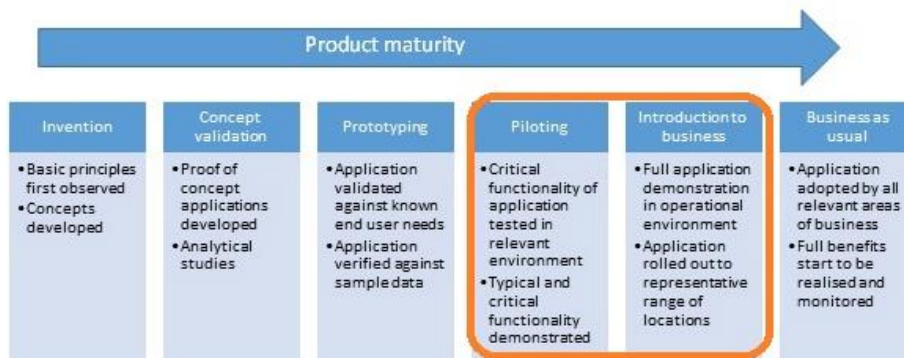 Product maturity
Invention
• Basic principles
first observed
• Concepts
developed
Concept
validation
• Proof of
concept
applications
developed
• Analytical
studies
Prototyping
• Application
validated
against known
end user needs
• Application
verified against
sample data
Piloting
• Critical
functionality of
application
tested in
relevant
environment
• Typical and
critical
functionality
demonstrated
Introduction to
business
• Full application
demonstration
in operational
environment
• Application
rolled out to
representative
range of
locations
Business as
usual
• Application
adopted by all
relevant areas
of business
• Full benefits
start to be
realised and
monitored